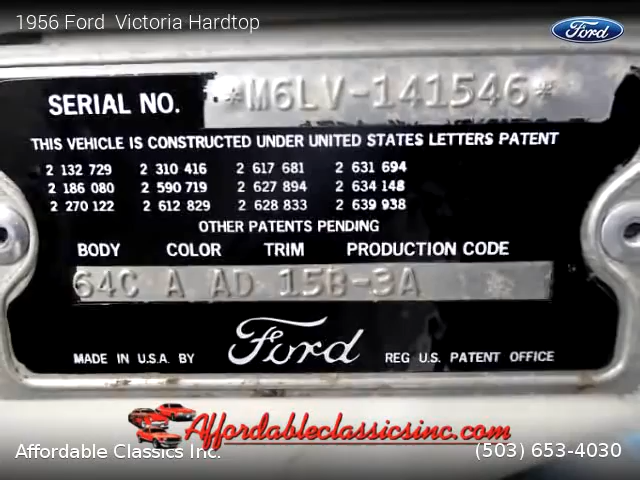 1956 Ford Victoria Hardtop
Ford
SERIAL NO. *M6LV-141546*
THIS VEHICLE IS CONSTRUCTED UNDER UNITED STATES LETTERS PATENT
2 132 729 2 310 416 2 617 681 2 631 694
2 186 080 2 590 719 2 627 894 2 634 148
2 270 122 2 612 829 2 628 833 2 639 938
OTHER PATENTS PENDING
BODY COLOR TRIM PRODUCTION CODE
64C A AD 15B-3A
MADE IN U.S.A. BY Ford REG U.S. PATENT OFFICE
Affordableclassicsinc.com
Affordable Classics Inc. (503) 653-4030